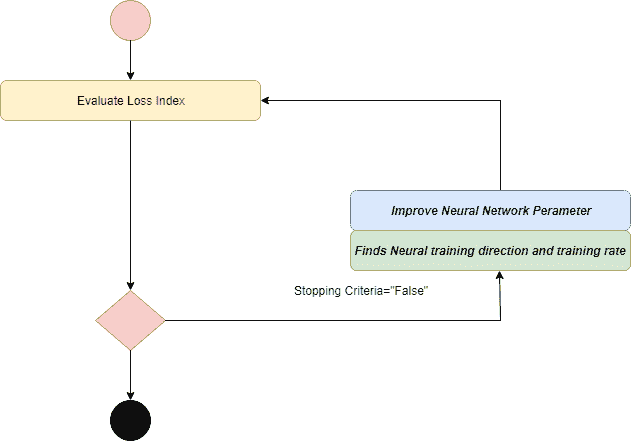 Evaluate Loss Index
Improve Neural Network Perameter
Finds Neural training direction and training rate
Stopping Criteria="False"